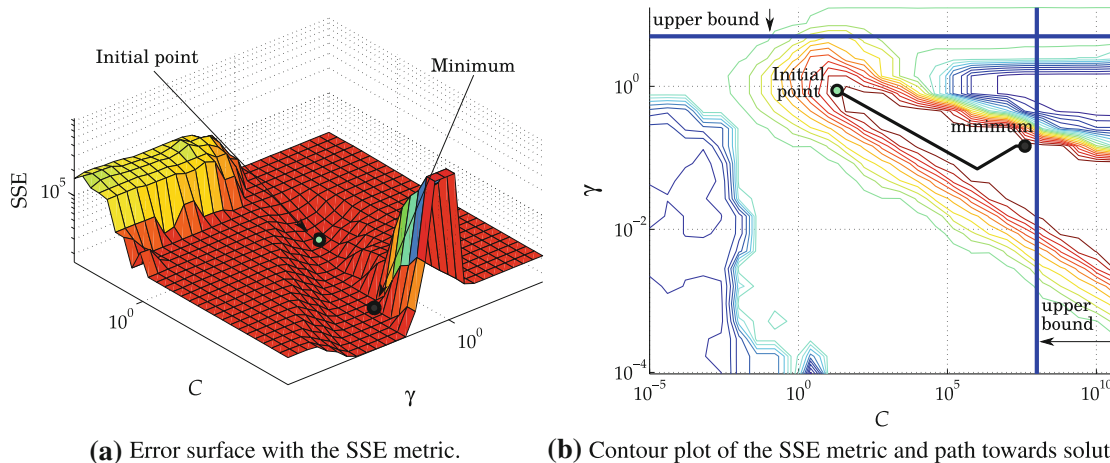 Initial point
Minimum
SSE
10^5
10^0
C
γ
10^0
(a) Error surface with the SSE metric.
upper bound
Initial
point
minimum
upper
bound
γ
10^0
10^-2
10^-4
10^-5
10^0
10^5
10^10
C
(b) Contour plot of the SSE metric and path towards solut